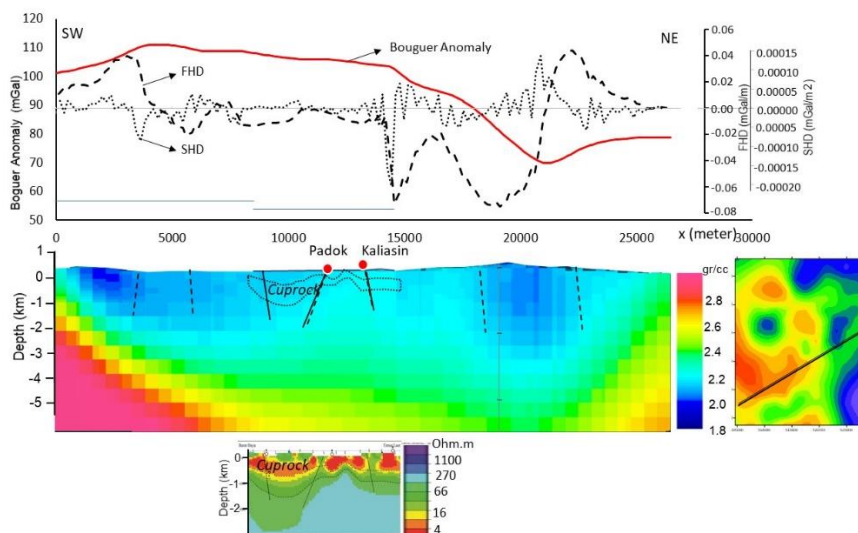 120
110
100
90
80
70
60
50
Boguer Anomaly (mGal)
SW
Bouguer Anomaly
FHD
SHD
NE
0.06
0.04
0.02
0.00
-0.02
-0.04
-0.06
-0.08
FHD (mGal/m)
0.00015
0.00010
0.00005
0.00000
0.00005
0.00010
-0.00015
-0.00020
SHD (mGal/m 2)
0 5000 10000 15000 20000 25000 x (meter) 30000
Padok Kaliasin
1
0
-1
-2
-3
-4
-5
Depth (km)
Cuprock
gr/cc
2.8
2.6
2.4
2.2
2.0
1.8
Ohm.m
1100
270
66
16
4
0
-1
-2
Depth (km)
Cuprock